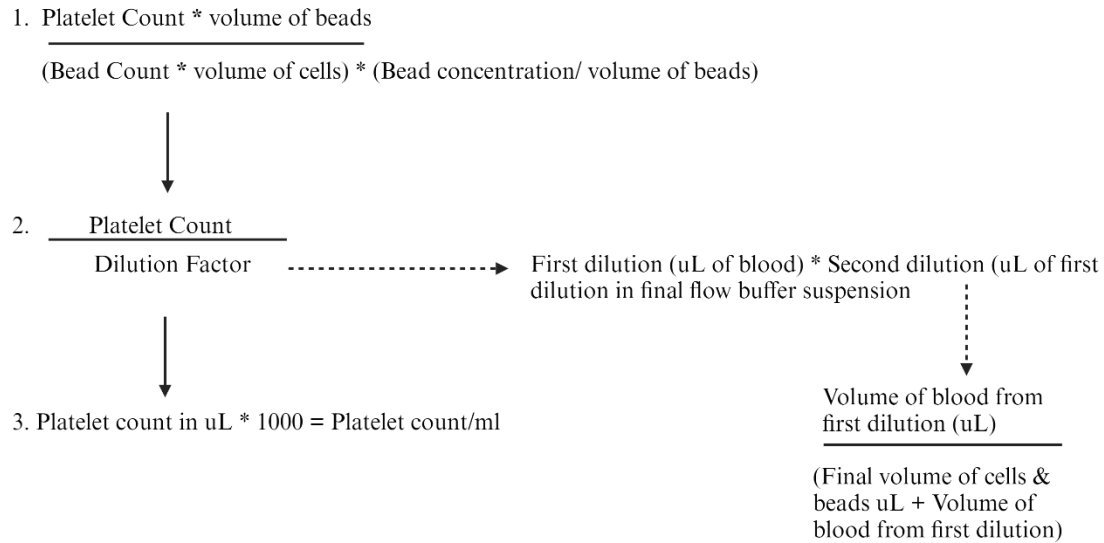 1. Platelet Count * volume of beads
(Bead Count * volume of cells) * (Bead concentration/ volume of beads)
2. Platelet Count
Dilution Factor
First dilution (uL of blood) * Second dilution (uL of first
dilution in final flow buffer suspension
3. Platelet count in uL * 1000 = Platelet count/ml
Volume of blood from
first dilution (uL)
(Final volume of cells &
beads uL + Volume of
blood from first dilution)